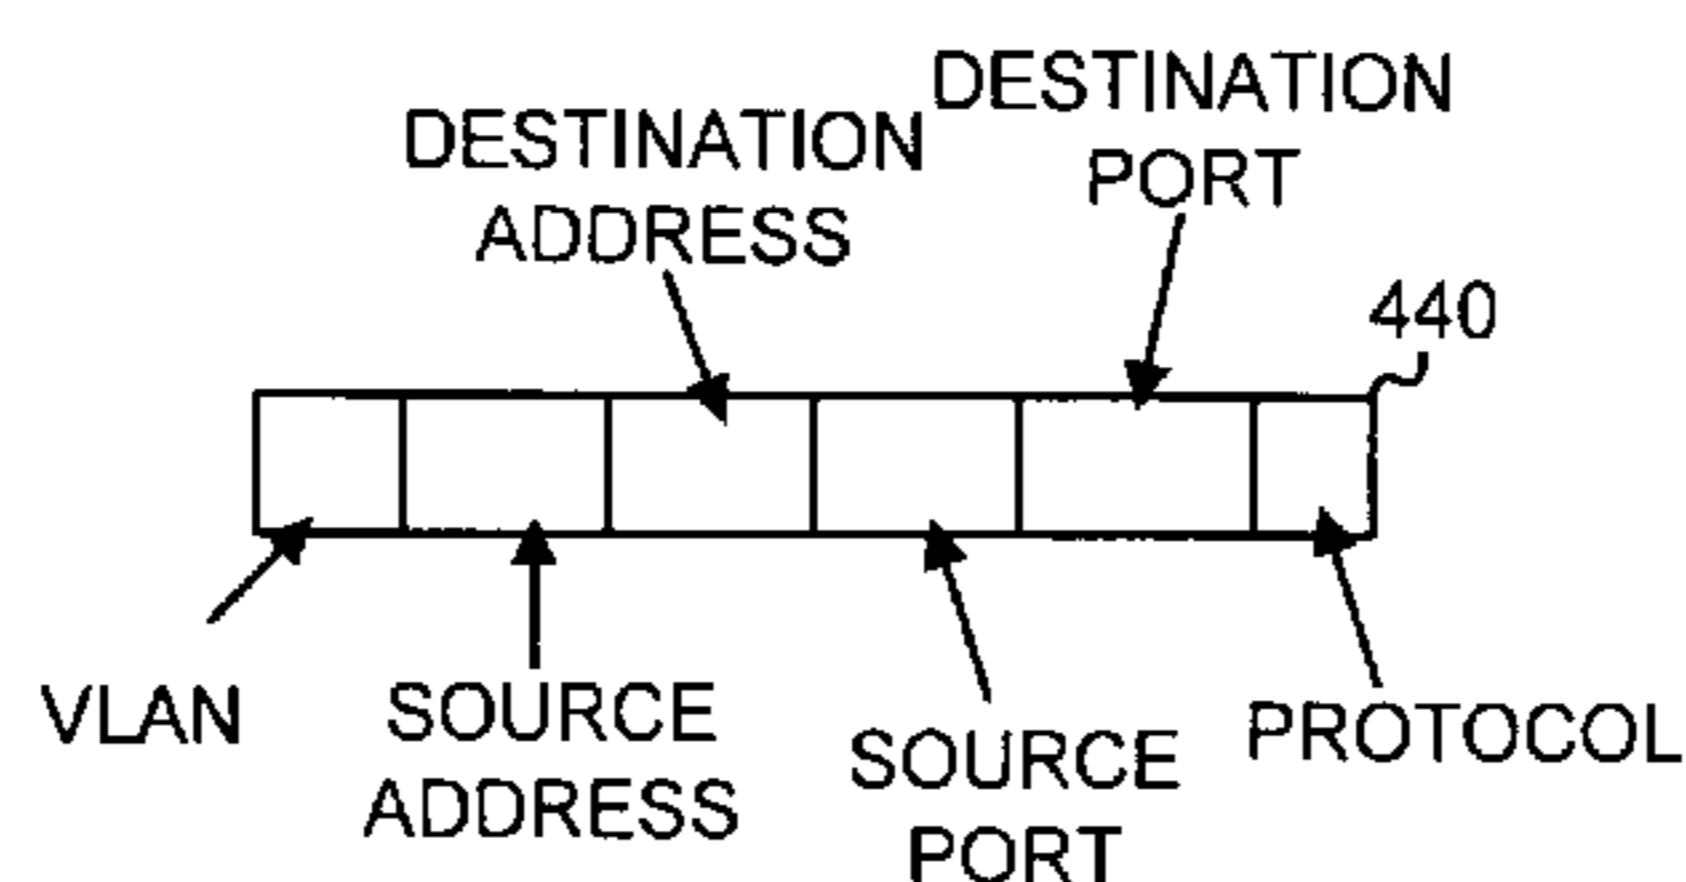 DESTINATION
ADDRESS
DESTINATION
PORT
440
VLAN
SOURCE
ADDRESS
SOURCE
PORT
PROTOCOL